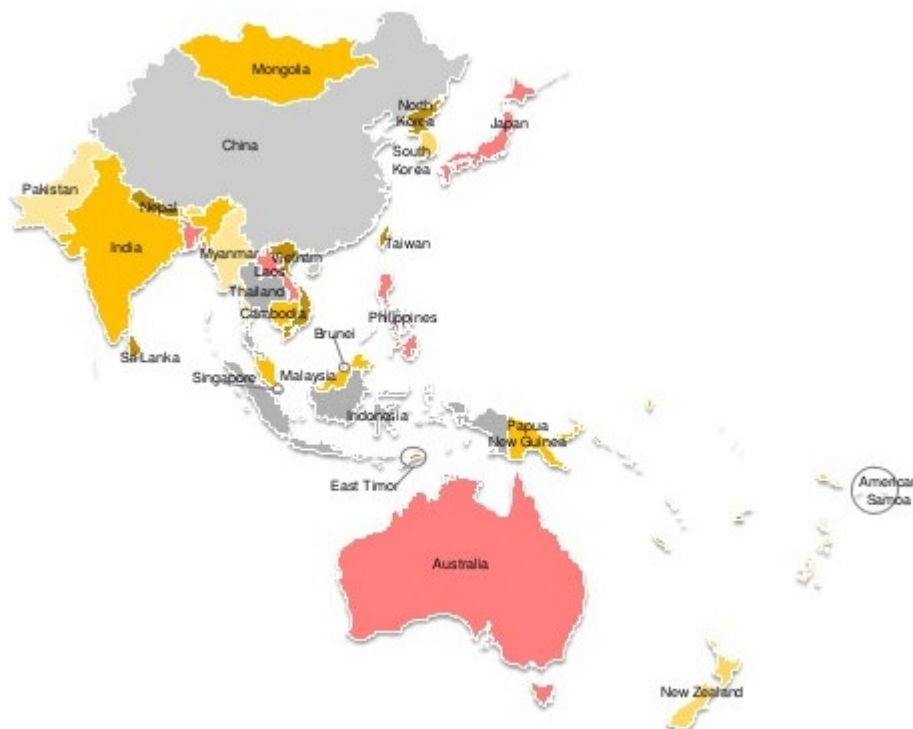 Mongolia
North
Korea
Japan
China
South
Korea
Pakistan
Nepal
India
Taiwan
Myanmar
Vietnam
Laos
Thailand
Cambodia
Philippines
Brunei
Sri Lanka
Singapore
Malaysia
Indonesia
Papua
New Guinea
East Timor
American
Samoa
Australia
New Zealand